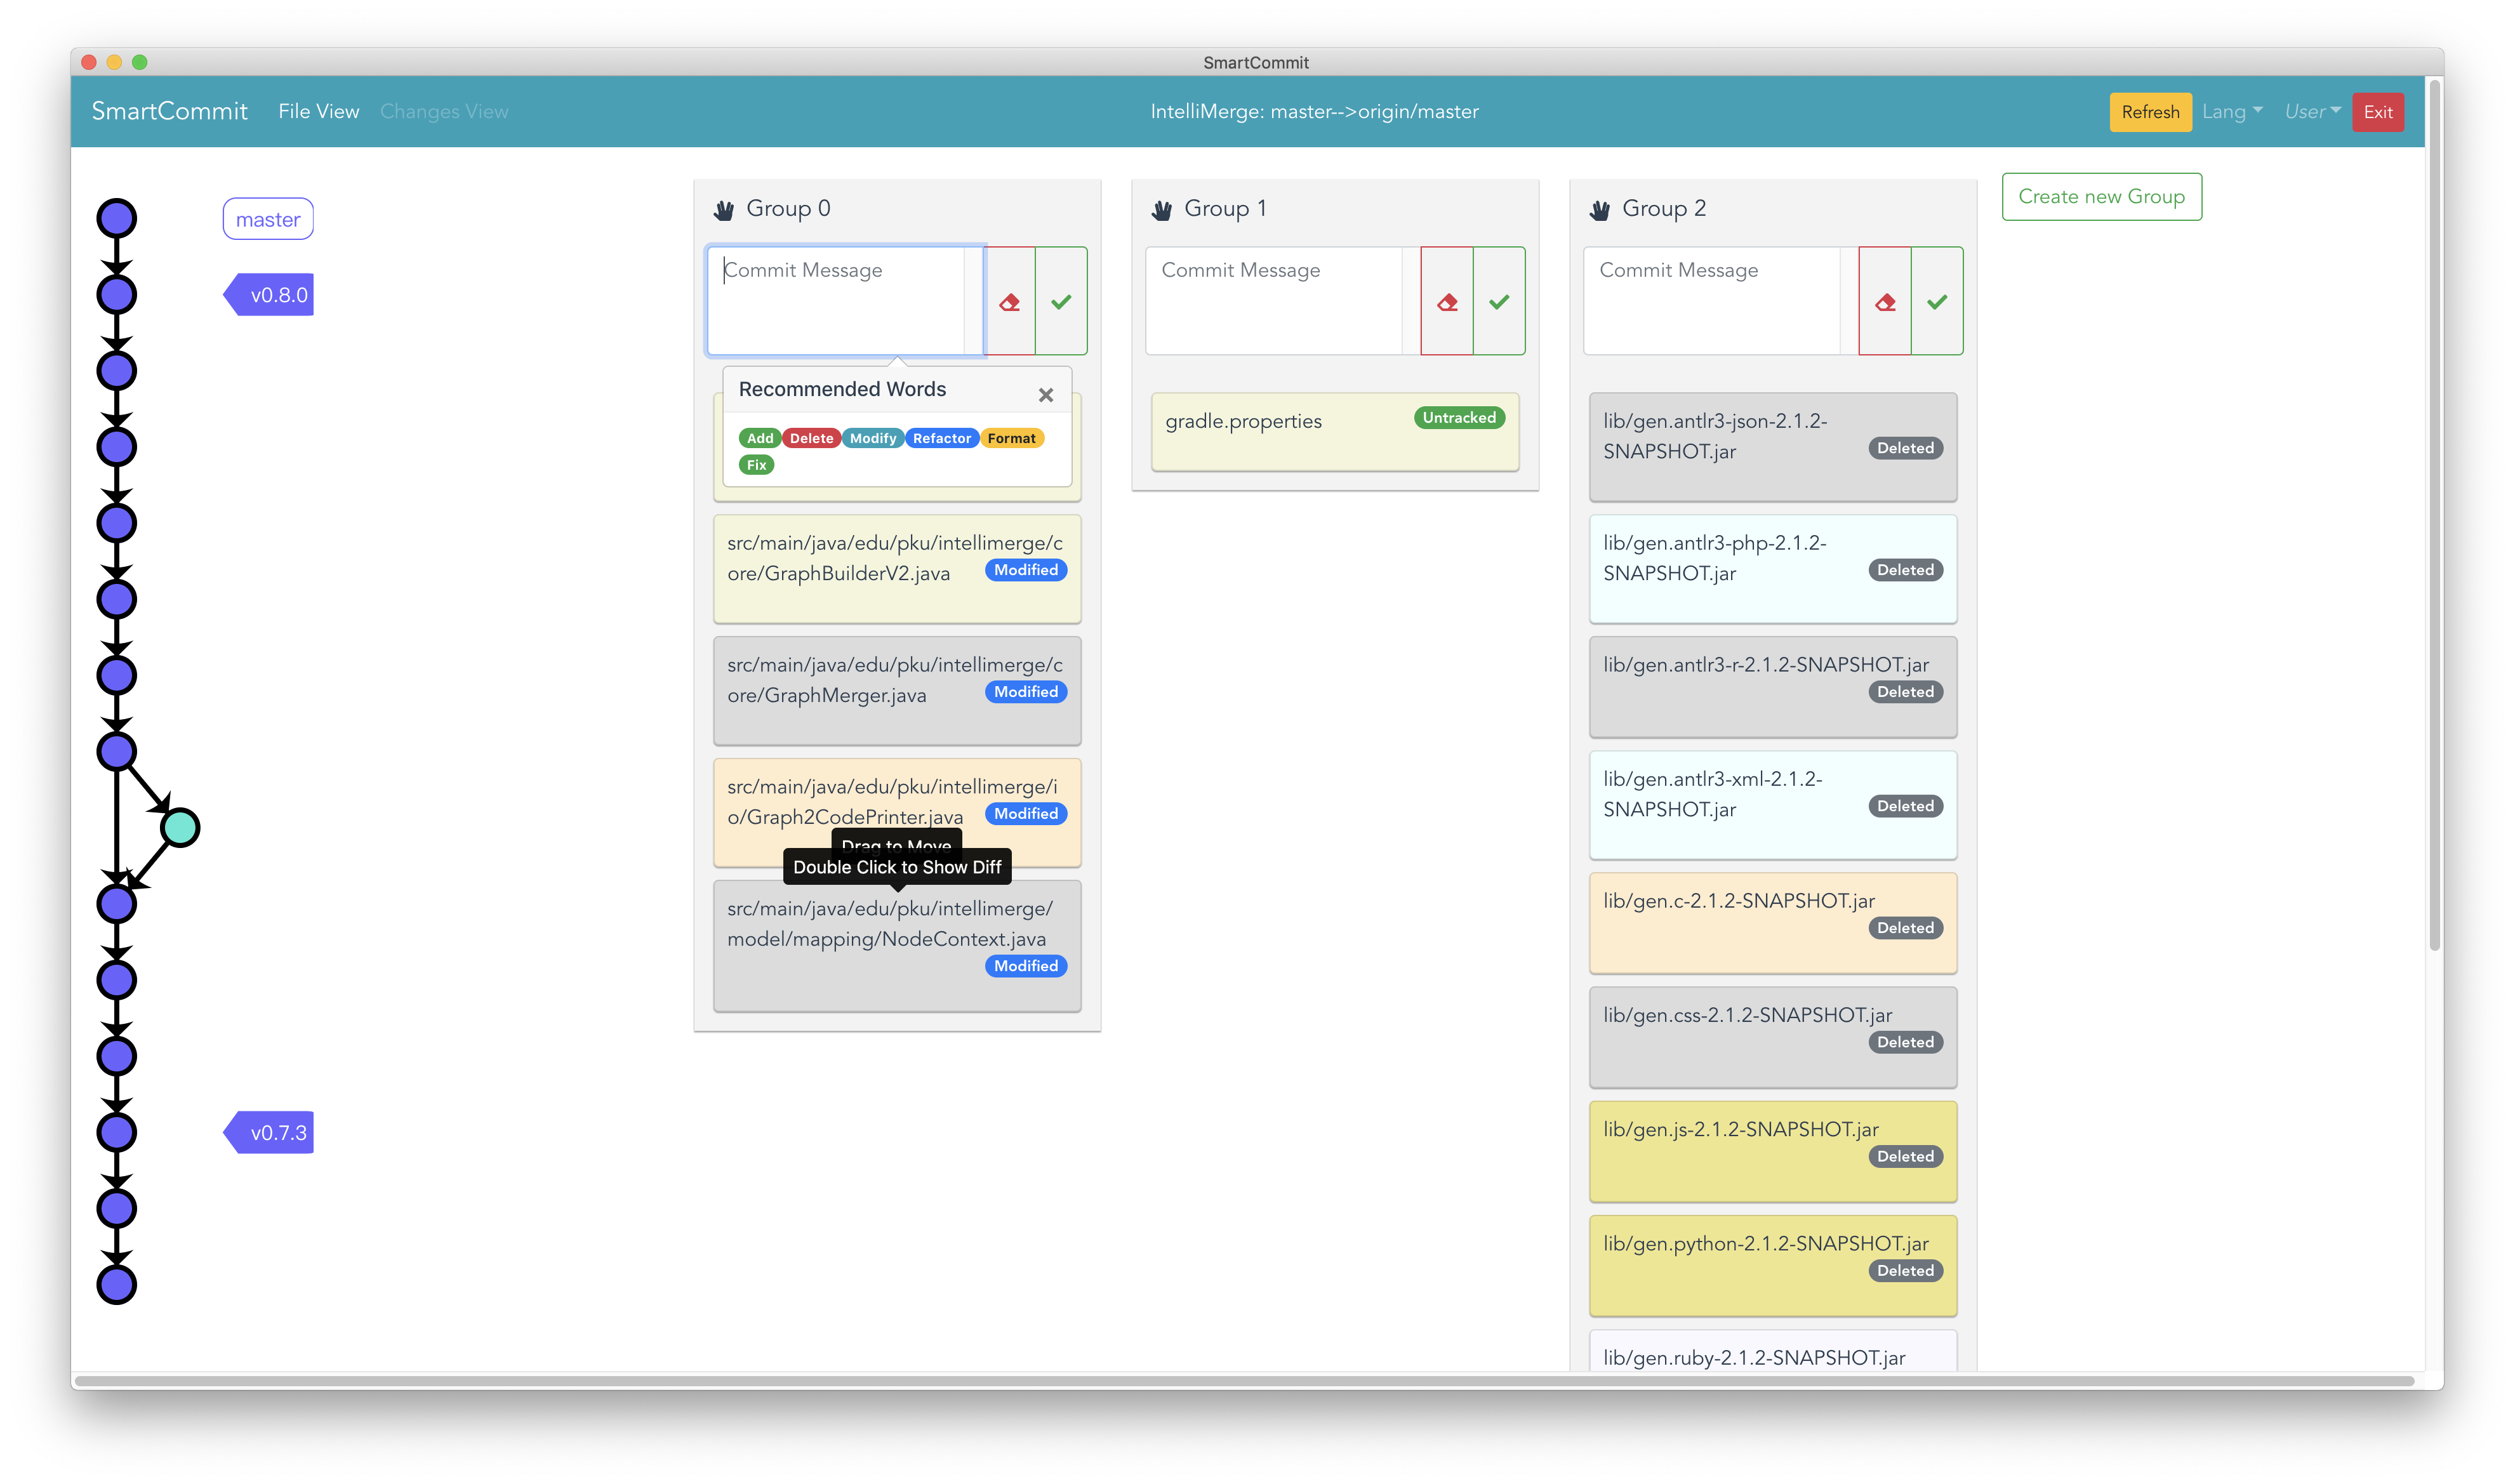 SmartCommit
SmartCommit File View Changes View IntelliMerge: master-->origin/master Refresh Lang User Exit
master
v0.8.0
v0.7.3
Group 0
Commit Message
Recommended Words
Add Delete Modify Refactor Format
Fix
src/main/java/edu/pku/intellimerge/c
ore/GraphBuilderV2.java Modified
src/main/java/edu/pku/intellimerge/c
ore/GraphMerger.java Modified
src/main/java/edu/pku/intellimerge/i
o/Graph2CodePrinter.java Modified
Drag to Move
Double Click to Show Diff
src/main/java/edu/pku/intellimerge/
model/mapping/NodeContext.java
Modified
Group 1
Commit Message
gradle.properties Untracked
Group 2
Commit Message
lib/gen.antlr3-json-2.1.2-
SNAPSHOT.jar Deleted
lib/gen.antlr3-php-2.1.2-
SNAPSHOT.jar Deleted
lib/gen.antlr3-r-2.1.2-SNAPSHOT.jar
Deleted
lib/gen.antlr3-xml-2.1.2-
SNAPSHOT.jar Deleted
lib/gen.c-2.1.2-SNAPSHOT.jar
Deleted
lib/gen.css-2.1.2-SNAPSHOT.jar
Deleted
lib/gen.js-2.1.2-SNAPSHOT.jar
Deleted
lib/gen.python-2.1.2-SNAPSHOT.jar
Deleted
lib/gen.ruby-2.1.2-SNAPSHOT.jar
Create new Group